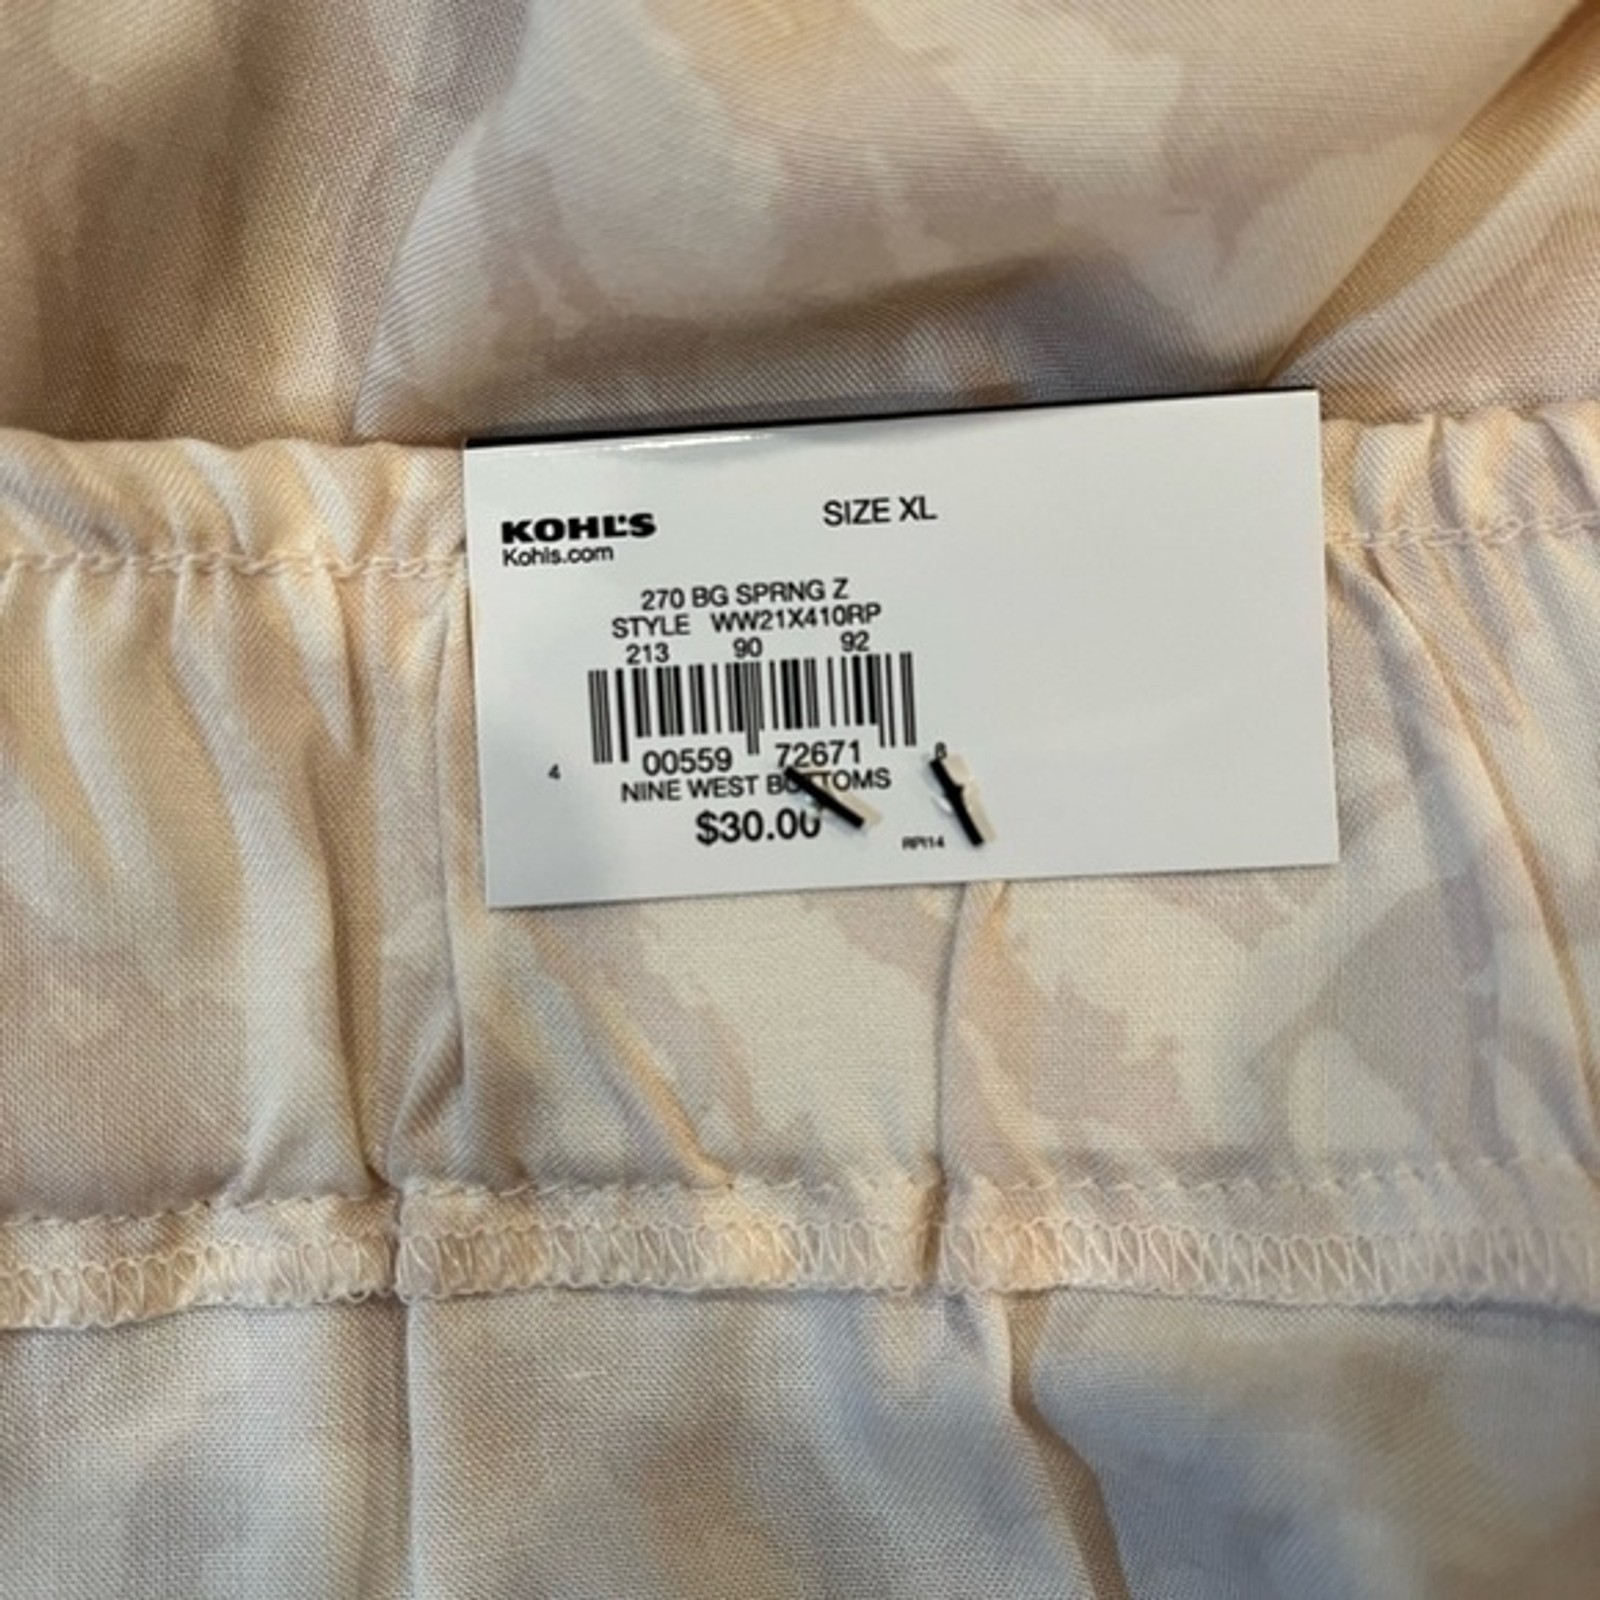 KOHL'S
Kohls.com
SIZE XL
270 BG SPRNG Z
STYLE WW21X410RP
213 90 92
4 00559 72671 8
NINE WEST BOTTOMS
$30.00
RPI14